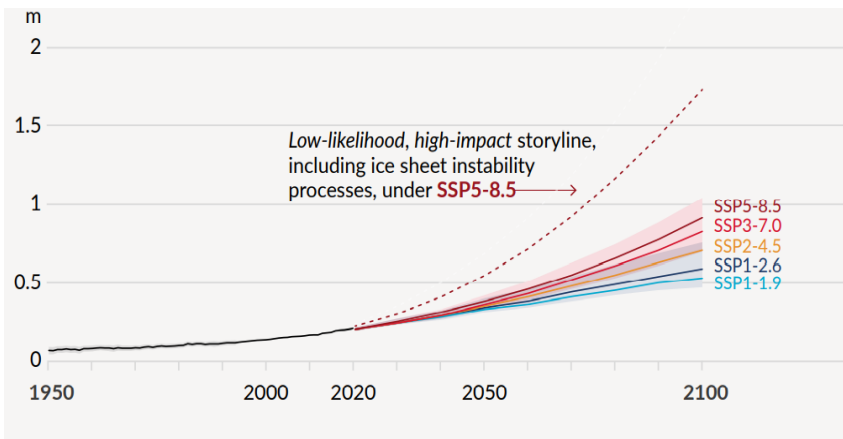 m
2
1.5
Low-likelihood, high-impact storyline,
including ice sheet instability
processes, under SSP5-8.5
1
SSP5-8.5
SSP3-7.0
SSP2-4.5
SSP1-2.6
SSP1-1.9
0.5
0
1950 2000 2020 2050 2100